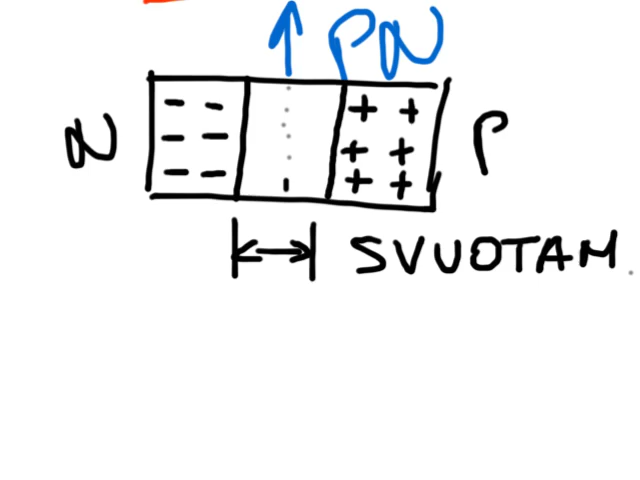 PN
N
- -
- -
- -
+ +
+ +
+ +
P
SVUOTAM.